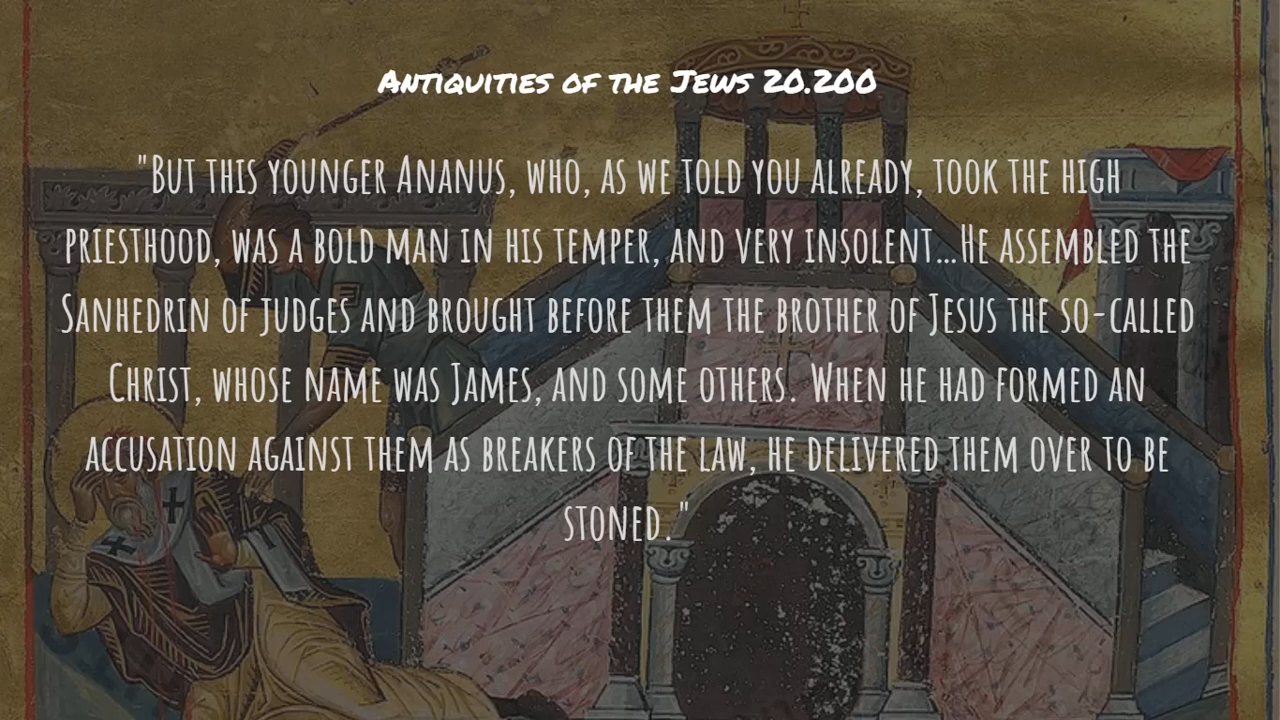 Antiquities of the Jews 20.200
"But this younger Ananus, who, as we told you already, took the high
priesthood, was a bold man in his temper, and very insolent...He assembled the
Sanhedrin of judges and brought before them the brother of Jesus the so-called
Christ, whose name was James, and some others. When he had formed an
accusation against them as breakers of the law, he delivered them over to be
stoned."